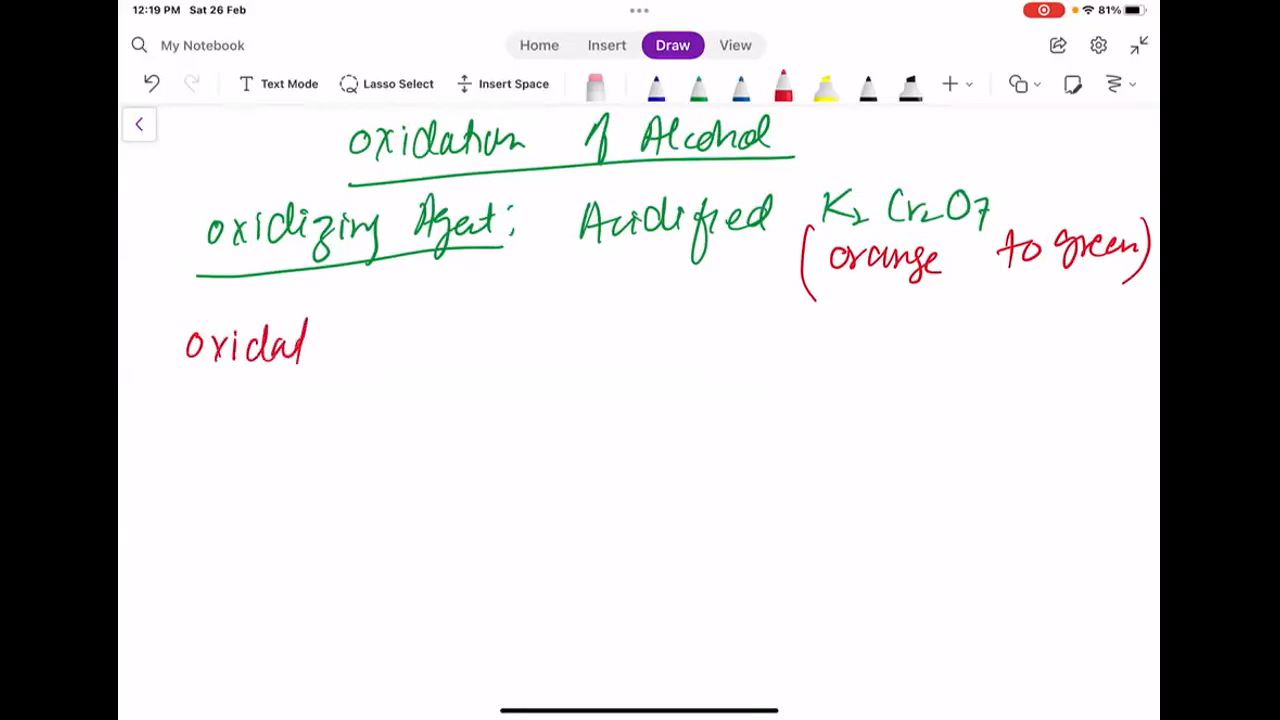 12:19 PM Sat 26 Feb
81%
My Notebook
Home Insert Draw View
Text Mode Lasso Select Insert Space
oxidation of Alcohol
oxidizing Agent: Acidified K2 Cr2O7
(orange to green)
oxidat